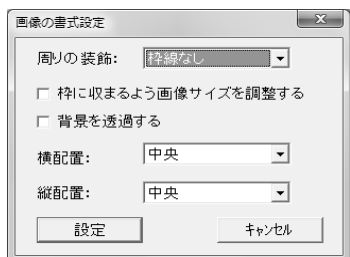 画像の書式設定
周りの装飾: 枠線なし
枠に収まるよう画像サイズを調整する
背景を透過する
横配置: 中央
縦配置: 中央
設定 キャンセル